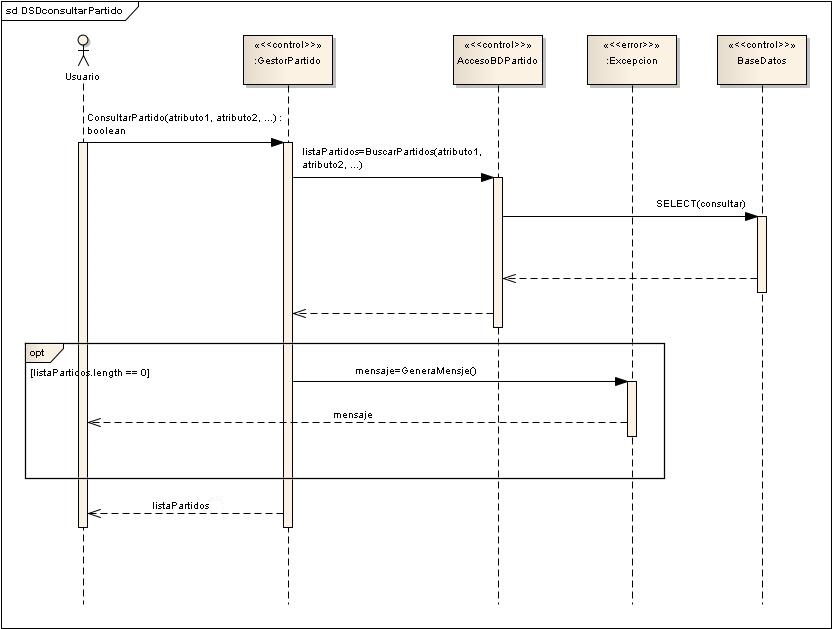 sd DSDconsultarPartido
«<<control>>»
:GestorPartido
«<<control>>»
AccesoBDPartido
«<<error>>»
:Excepcion
«<<control>>»
BaseDatos
Usuario
ConsultarPartido(atributo1, atributo2, ...) :
boolean
listaPartidos=BuscarPartidos(atributo1,
atributo2, ...)
SELECT(consultar)
opt
[listaPartidos.length == 0]
mensaje=GeneraMensje()
mensaje
listaPartidos